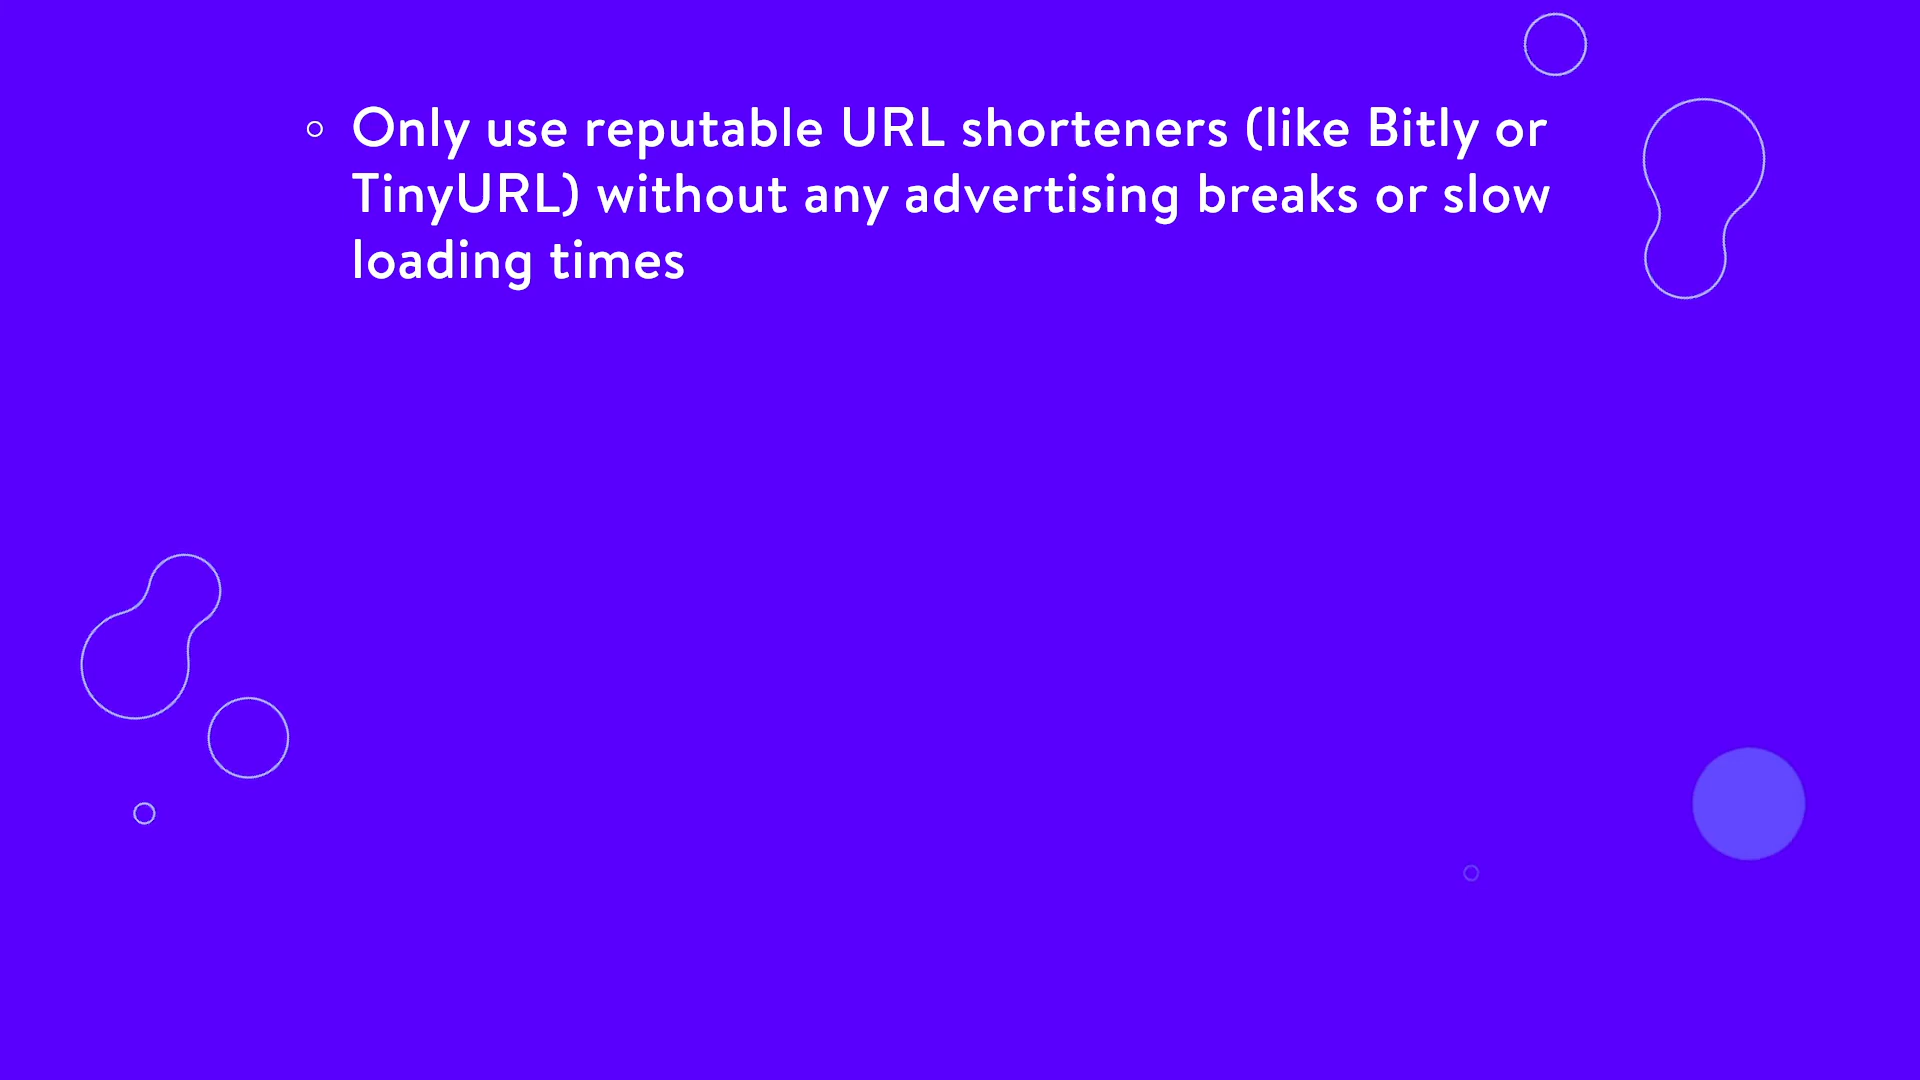 Only use reputable URL shorteners (like Bitly or
TinyURL) without any advertising breaks or slow
loading times